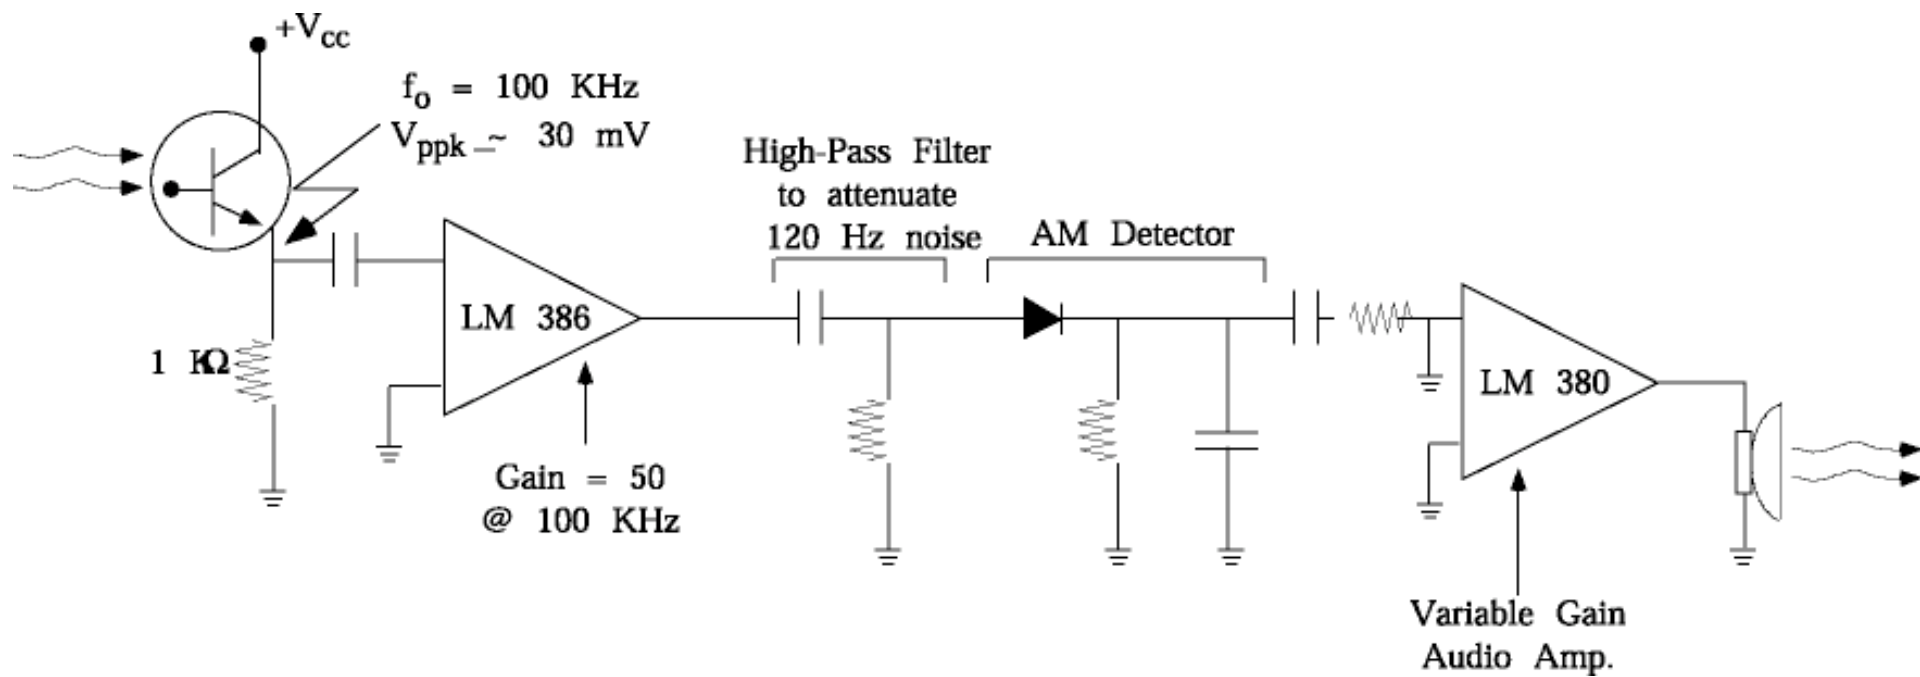 +Vcc
fo = 100 KHz
Vppk ~ 30 mV
High-Pass Filter
to attenuate
120 Hz noise
AM Detector
LM 386
1 KΩ
LM 380
Gain = 50
@ 100 KHz
Variable Gain
Audio Amp.